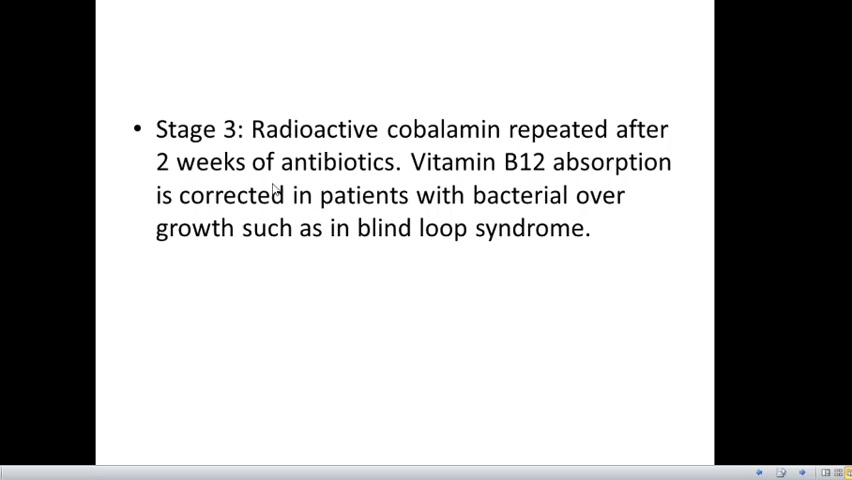 • Stage 3: Radioactive cobalamin repeated after
2 weeks of antibiotics. Vitamin B12 absorption
is corrected in patients with bacterial over
growth such as in blind loop syndrome.